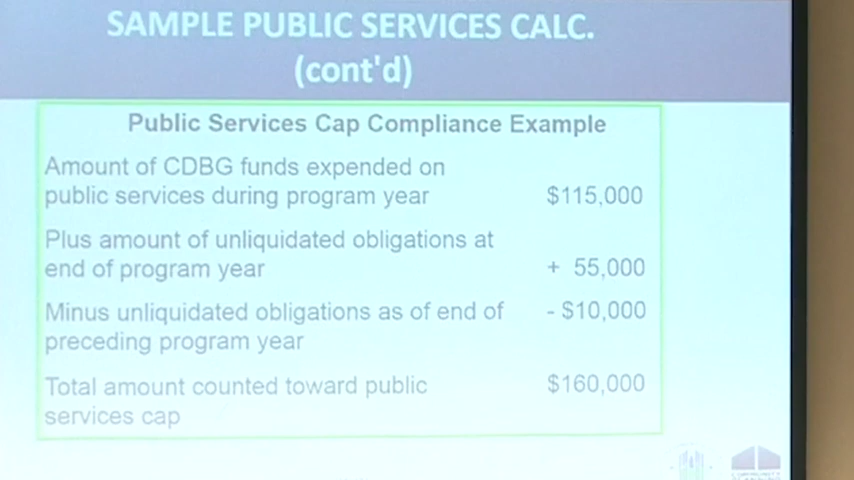 SAMPLE PUBLIC SERVICES CALC.
(cont'd)
Public Services Cap Compliance Example
Amount of CDBG funds expended on
public services during program year $115,000
Plus amount of unliquidated obligations at
end of program year + 55,000
Minus unliquidated obligations as of end of - $10,000
preceding program year
Total amount counted toward public $160,000
services cap